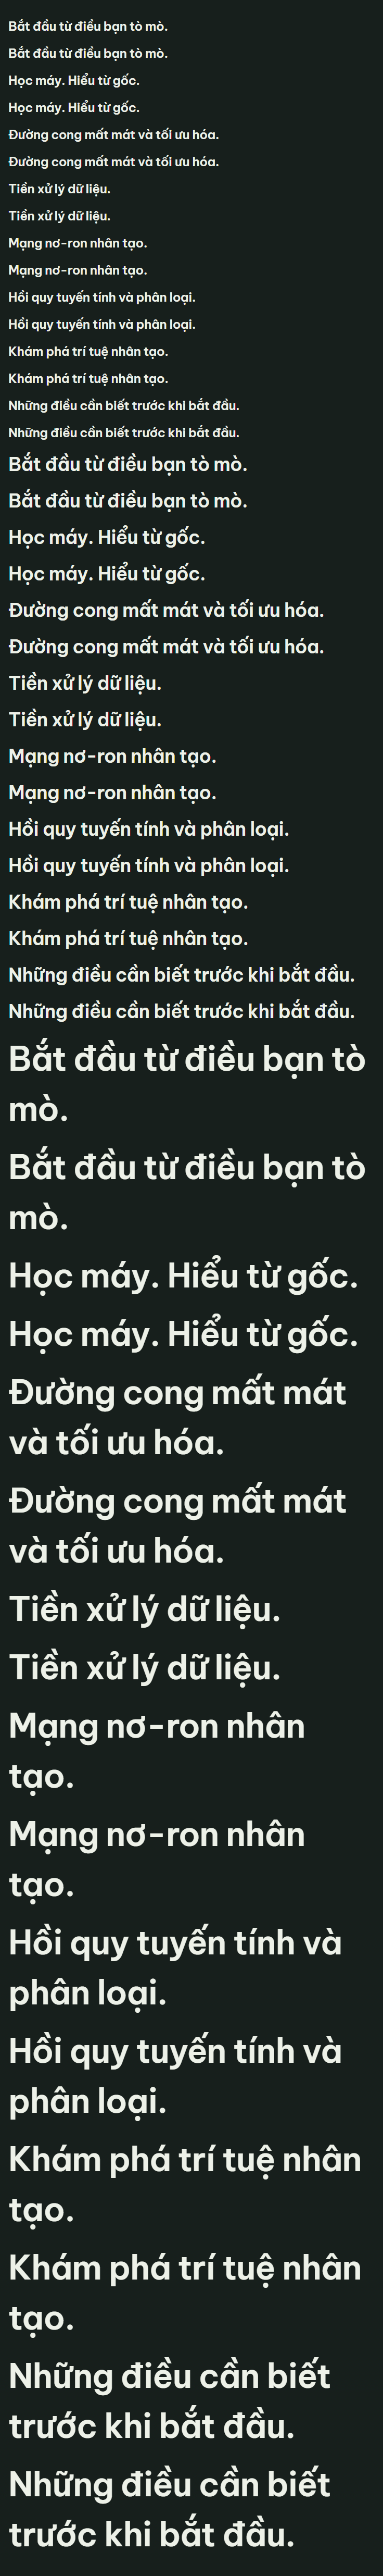 Bắt đầu từ điều bạn tò mò.
Bắt đầu từ điều bạn tò mò.
Học máy. Hiểu từ gốc.
Học máy. Hiểu từ gốc.
Đường cong mất mát và tối ưu hóa.
Đường cong mất mát và tối ưu hóa.
Tiền xử lý dữ liệu.
Tiền xử lý dữ liệu.
Mạng nơ-ron nhân tạo.
Mạng nơ-ron nhân tạo.
Hồi quy tuyến tính và phân loại.
Hồi quy tuyến tính và phân loại.
Khám phá trí tuệ nhân tạo.
Khám phá trí tuệ nhân tạo.
Những điều cần biết trước khi bắt đầu.
Những điều cần biết trước khi bắt đầu.
Bắt đầu từ điều bạn tò mò.
Bắt đầu từ điều bạn tò mò.
Học máy. Hiểu từ gốc.
Học máy. Hiểu từ gốc.
Đường cong mất mát và tối ưu hóa.
Đường cong mất mát và tối ưu hóa.
Tiền xử lý dữ liệu.
Tiền xử lý dữ liệu.
Mạng nơ-ron nhân tạo.
Mạng nơ-ron nhân tạo.
Hồi quy tuyến tính và phân loại.
Hồi quy tuyến tính và phân loại.
Khám phá trí tuệ nhân tạo.
Khám phá trí tuệ nhân tạo.
Những điều cần biết trước khi bắt đầu.
Những điều cần biết trước khi bắt đầu.
Bắt đầu từ điều bạn tò
mò.
Bắt đầu từ điều bạn tò
mò.
Học máy. Hiểu từ gốc.
Học máy. Hiểu từ gốc.
Đường cong mất mát
và tối ưu hóa.
Đường cong mất mát
và tối ưu hóa.
Tiền xử lý dữ liệu.
Tiền xử lý dữ liệu.
Mạng nơ-ron nhân
tạo.
Mạng nơ-ron nhân
tạo.
Hồi quy tuyến tính và
phân loại.
Hồi quy tuyến tính và
phân loại.
Khám phá trí tuệ nhân
tạo.
Khám phá trí tuệ nhân
tạo.
Những điều cần biết
trước khi bắt đầu.
Những điều cần biết
trước khi bắt đầu.